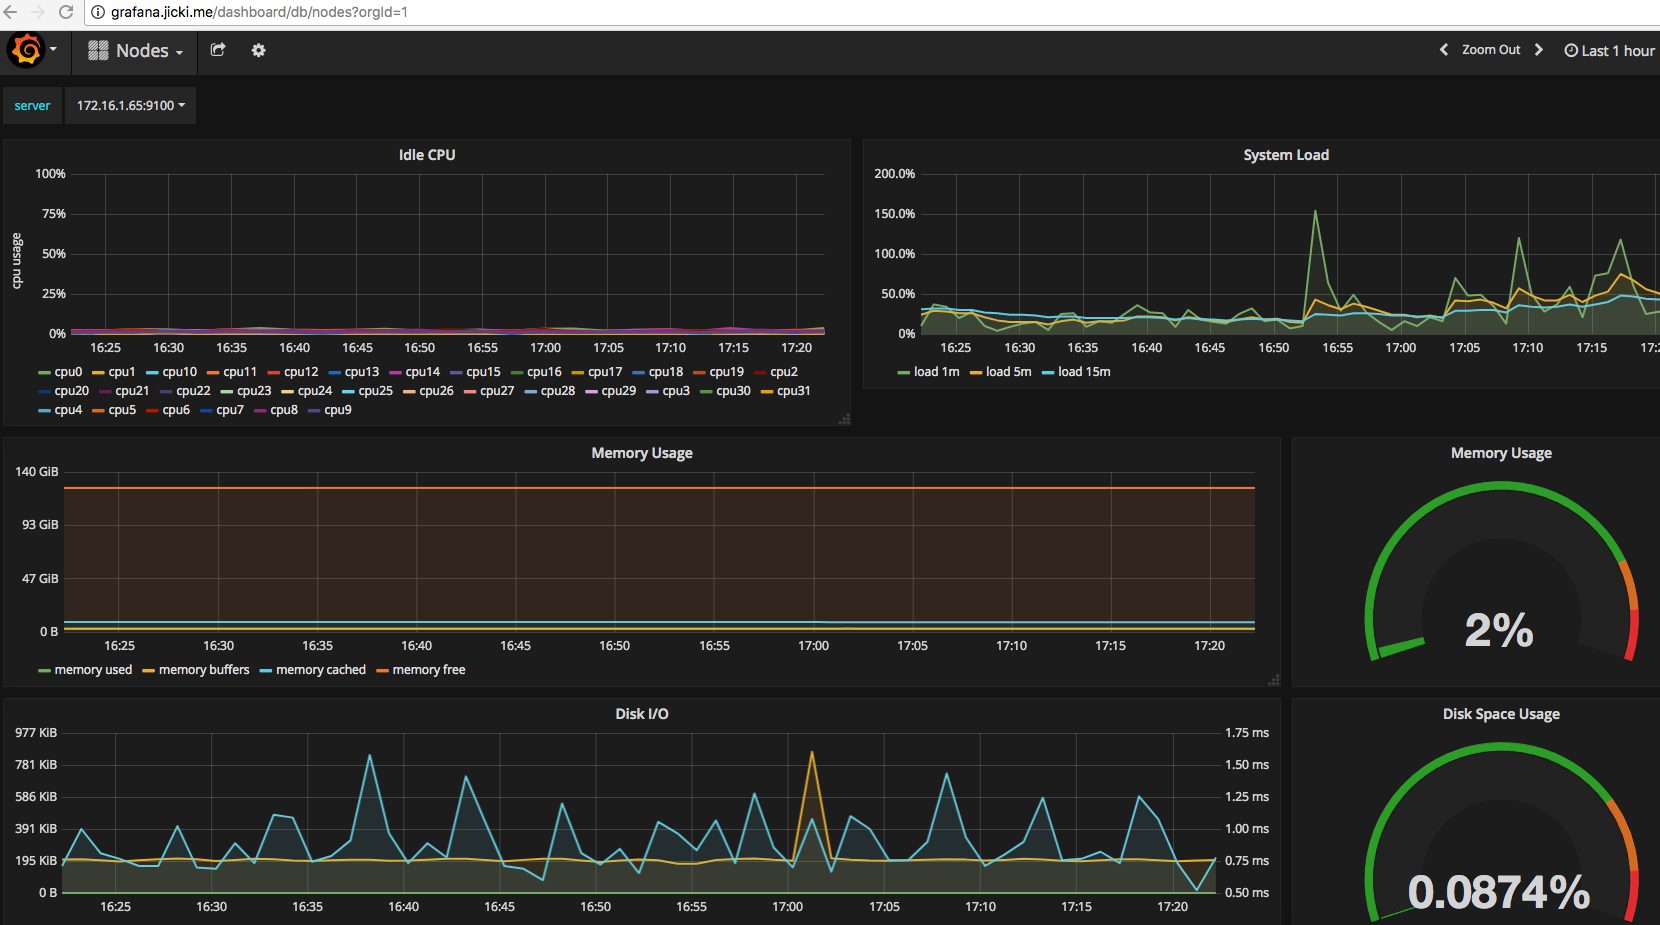 grafana.jicki.me/dashboard/db/nodes?orgId=1
Nodes Zoom Out Last 1 hour
server 172.16.1.65:9100
Idle CPU
100%
75%
50%
25%
0%
cpu usage
16:25 16:30 16:35 16:40 16:45 16:50 16:55 17:00 17:05 17:10 17:15 17:20
cpu0 cpu1 cpu10 cpu11 cpu12 cpu13 cpu14 cpu15 cpu16 cpu17 cpu18 cpu19 cpu2
cpu20 cpu21 cpu22 cpu23 cpu24 cpu25 cpu26 cpu27 cpu28 cpu29 cpu3 cpu30 cpu31
cpu4 cpu5 cpu6 cpu7 cpu8 cpu9
System Load
200.0%
150.0%
100.0%
50.0%
0%
16:25 16:30 16:35 16:40 16:45 16:50 16:55 17:00 17:05 17:10 17:15
load 1m load 5m load 15m
Memory Usage
140 GiB
93 GiB
47 GiB
0 B
16:25 16:30 16:35 16:40 16:45 16:50 16:55 17:00 17:05 17:10 17:15 17:20
memory used memory buffers memory cached memory free
Memory Usage
2%
Disk I/O
977 KiB 1.75 ms
781 KiB 1.50 ms
586 KiB 1.25 ms
391 KiB 1.00 ms
195 KiB 0.75 ms
0 B 0.50 ms
16:25 16:30 16:35 16:40 16:45 16:50 16:55 17:00 17:05 17:10 17:15 17:20
Disk Space Usage
0.0874%